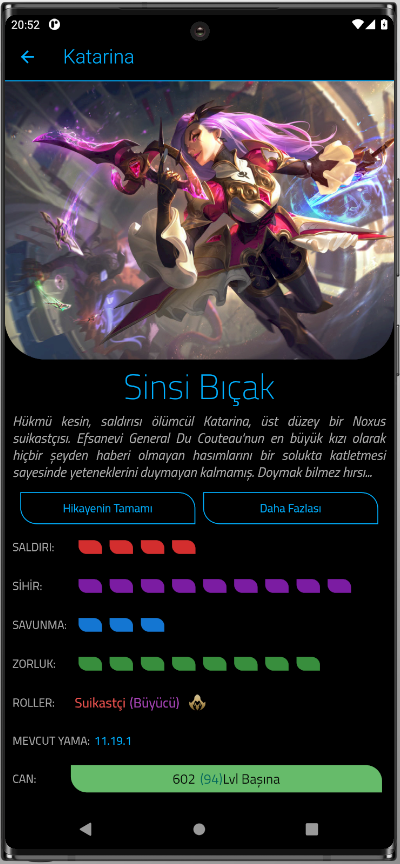 20:52
Katarina
Sinsi Bıçak
Hükmü kesin, saldırısı ölümcül Katarina, üst düzey bir Noxus
suikastçısı. Efsanevi General Du Couteau'nun en büyük kızı olarak
hiçbir şeyden haberi olmayan hasımlarını bir solukta katletmesi
sayesinde yeteneklerini duymayan kalmamış. Doymak bilmez hırsı...
Hikayenin Tamamı Daha Fazlası
SALDIRI:
SİHİR:
SAVUNMA:
ZORLUK:
ROLLER: Suikastçi (Büyücü)
MEVCUT YAMA: 11.19.1
CAN: 602 (94)Lvl Başına